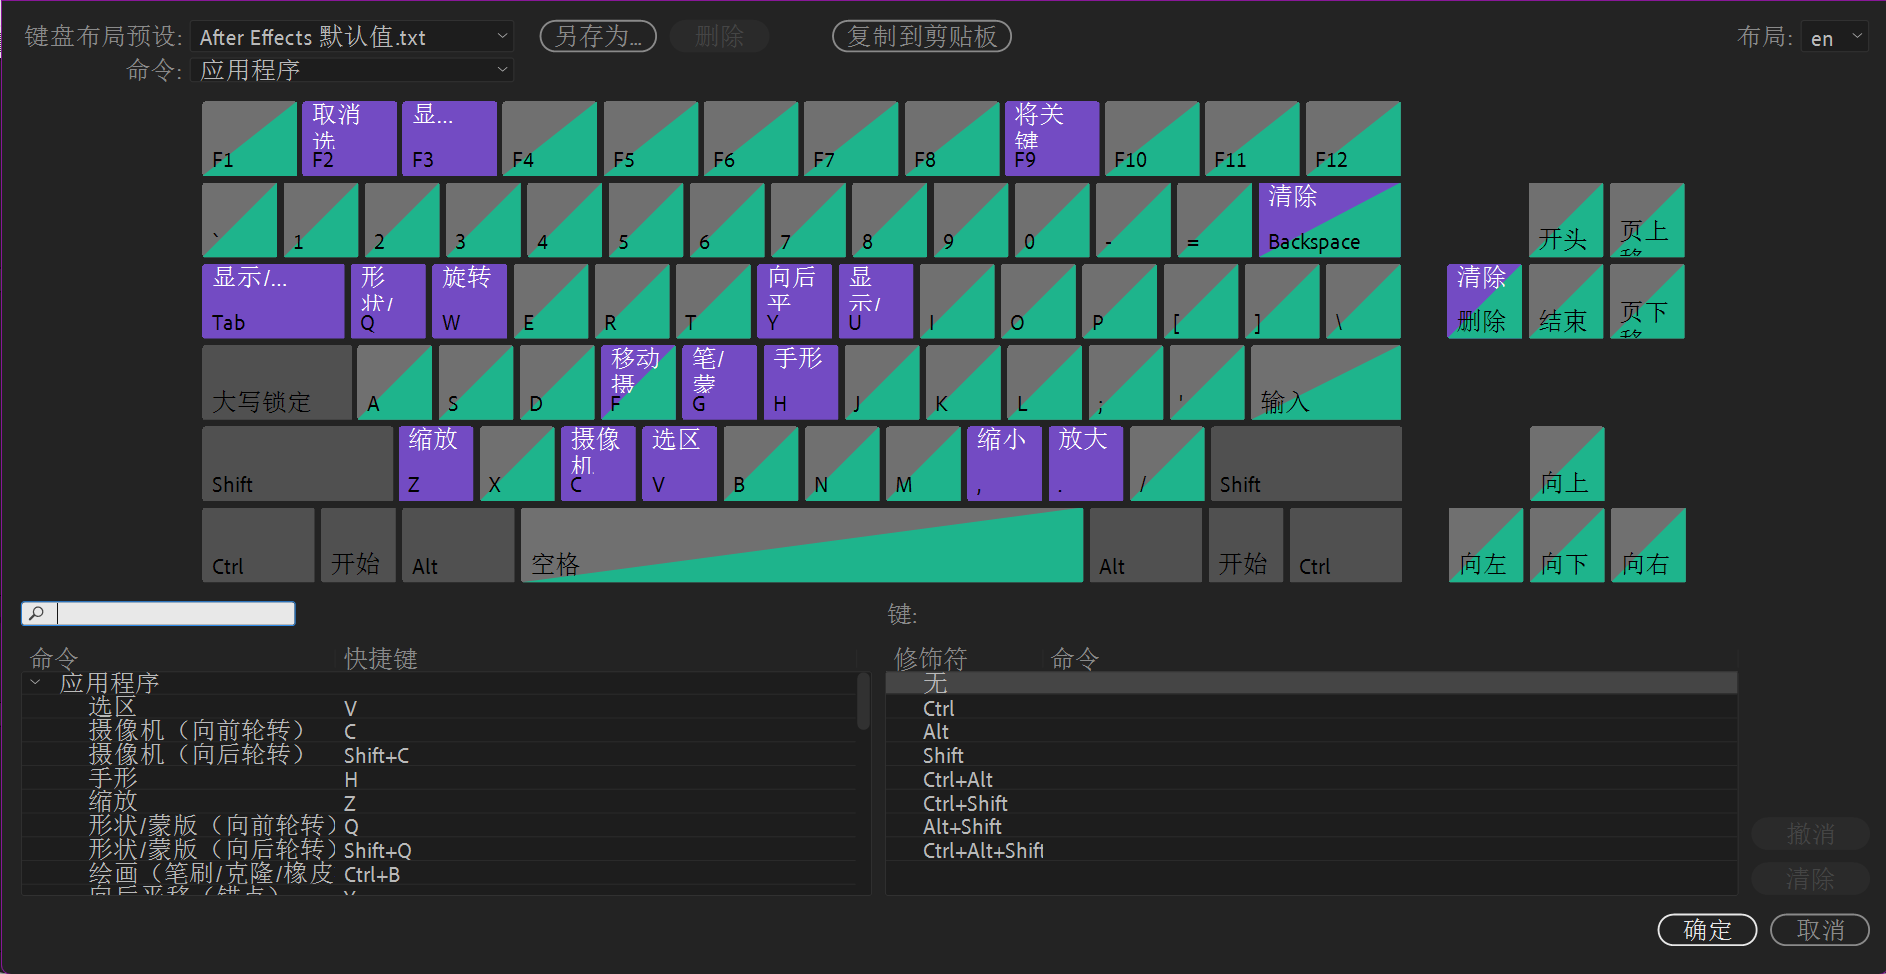 键盘布局预设: After Effects 默认值.txt 另存为... 删除 复制到剪贴板 布局: en
命令: 应用程序
F1 取消选 F2 显... F3 F4 F5 F6 F7 F8 将关键 F9 F10 F11 F12
` 1 2 3 4 5 6 7 8 9 0 - = 清除 Backspace 开头 页上移
显示/... Tab 形状/ Q 旋转 W E R T 向后平 Y 显示/ U I O P [ ] \ 清除 删除 结束 页下移
大写锁定 A S D 移动摄 F 笔/蒙 G 手形 H J K L ; ' 输入
Shift 缩放 Z X 摄像机 C 选区 V B N M 缩小 , 放大 . / Shift 向上
Ctrl 开始 Alt 空格 Alt 开始 Ctrl 向左 向下 向右
键:
命令 快捷键
应用程序
选区 V
摄像机（向前轮转） C
摄像机（向后轮转） Shift+C
手形 H
缩放 Z
形状/蒙版（向前轮转） Q
形状/蒙版（向后轮转） Shift+Q
绘画（笔刷/克隆/橡皮 Ctrl+B
向后平移（锚点） Y
修饰符 命令
无
Ctrl
Alt
Shift
Ctrl+Alt
Ctrl+Shift
Alt+Shift
Ctrl+Alt+Shift
撤消
清除
确定 取消